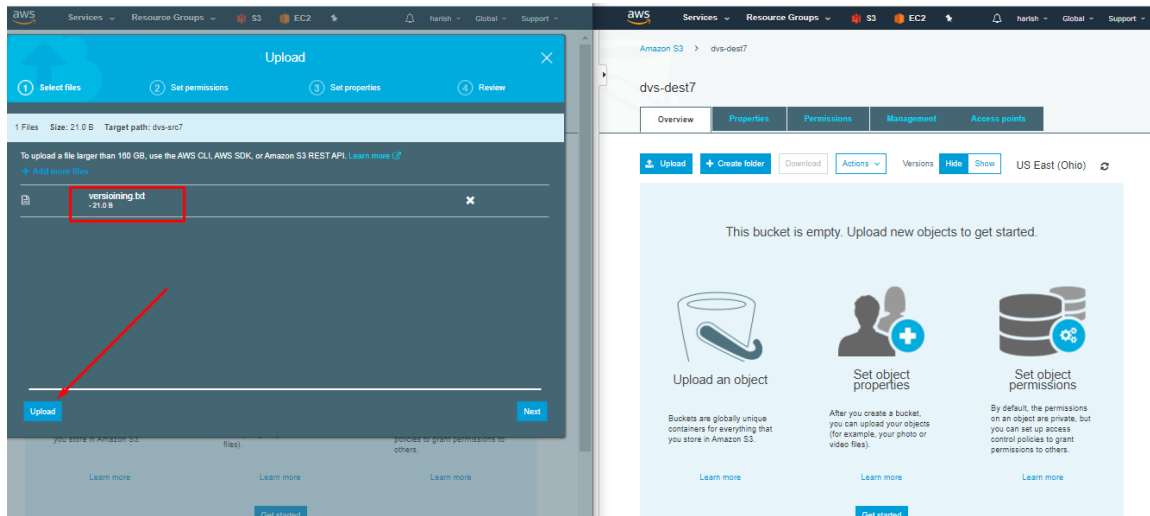 aws Services Resource Groups S3 EC2 harish Global Support
Upload
1 Select files 2 Set permissions 3 Set properties 4 Review
1 Files Size: 21.0 B Target path: dvs-src7
To upload a file larger than 160 GB, use the AWS CLI, AWS SDK, or Amazon S3 REST API. Learn more
+ Add more files
versioining.txt
- 21.0 B
Upload Next
you store in Amazon S3.
files).
policies to grant permissions to
others.
Learn more Learn more Learn more
Get started
aws Services Resource Groups S3 EC2 harish Global Support
Amazon S3 > dvs-dest7
dvs-dest7
Overview Properties Permissions Management Access points
Upload + Create folder Download Actions Versions Hide Show US East (Ohio)
This bucket is empty. Upload new objects to get started.
Upload an object
Buckets are globally unique
containers for everything that
you store in Amazon S3.
Learn more
Set object
properties
After you create a bucket,
you can upload your objects
(for example, your photo or
video files).
Learn more
Set object
permissions
By default, the permissions
on an object are private, but
you can set up access
control policies to grant
permissions to others.
Learn more
Get started